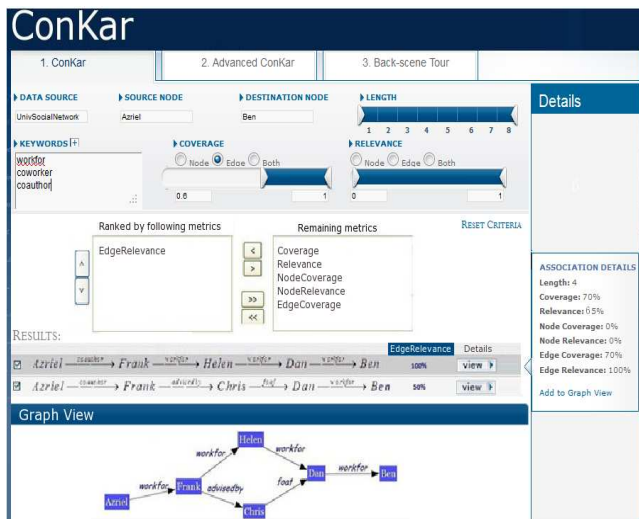 ConKar
1. ConKar
2. Advanced ConKar
3. Back-scene Tour
DATA SOURCE
SOURCE NODE
DESTINATION NODE
LENGTH
UnivSocialNetwork
Azriel
Ben
1 2 3 4 5 6 7 8
KEYWORDS +
COVERAGE
RELEVANCE
workfor
coworker
coauthor
Node Edge Both
Node Edge Both
0.6 1
0 1
Ranked by following metrics
Remaining metrics
RESET CRITERIA
EdgeRelevance
Coverage
Relevance
NodeCoverage
NodeRelevance
EdgeCoverage
RESULTS:
EdgeRelevance Details
Azriel coworker Frank workfor Helen workfor Dan workfor Ben 100% view
Azriel coworker Frank advisedby Chris foaf Dan workfor Ben 50% view
Details
ASSOCIATION DETAILS
Length: 4
Coverage: 70%
Relevance: 65%
Node Coverage: 0%
Node Relevance: 0%
Edge Coverage: 70%
Edge Relevance: 100%
Add to Graph View
Graph View
Helen
workfor workfor
Frank Dan workfor Ben
workfor advisedby foaf
Azriel Chris